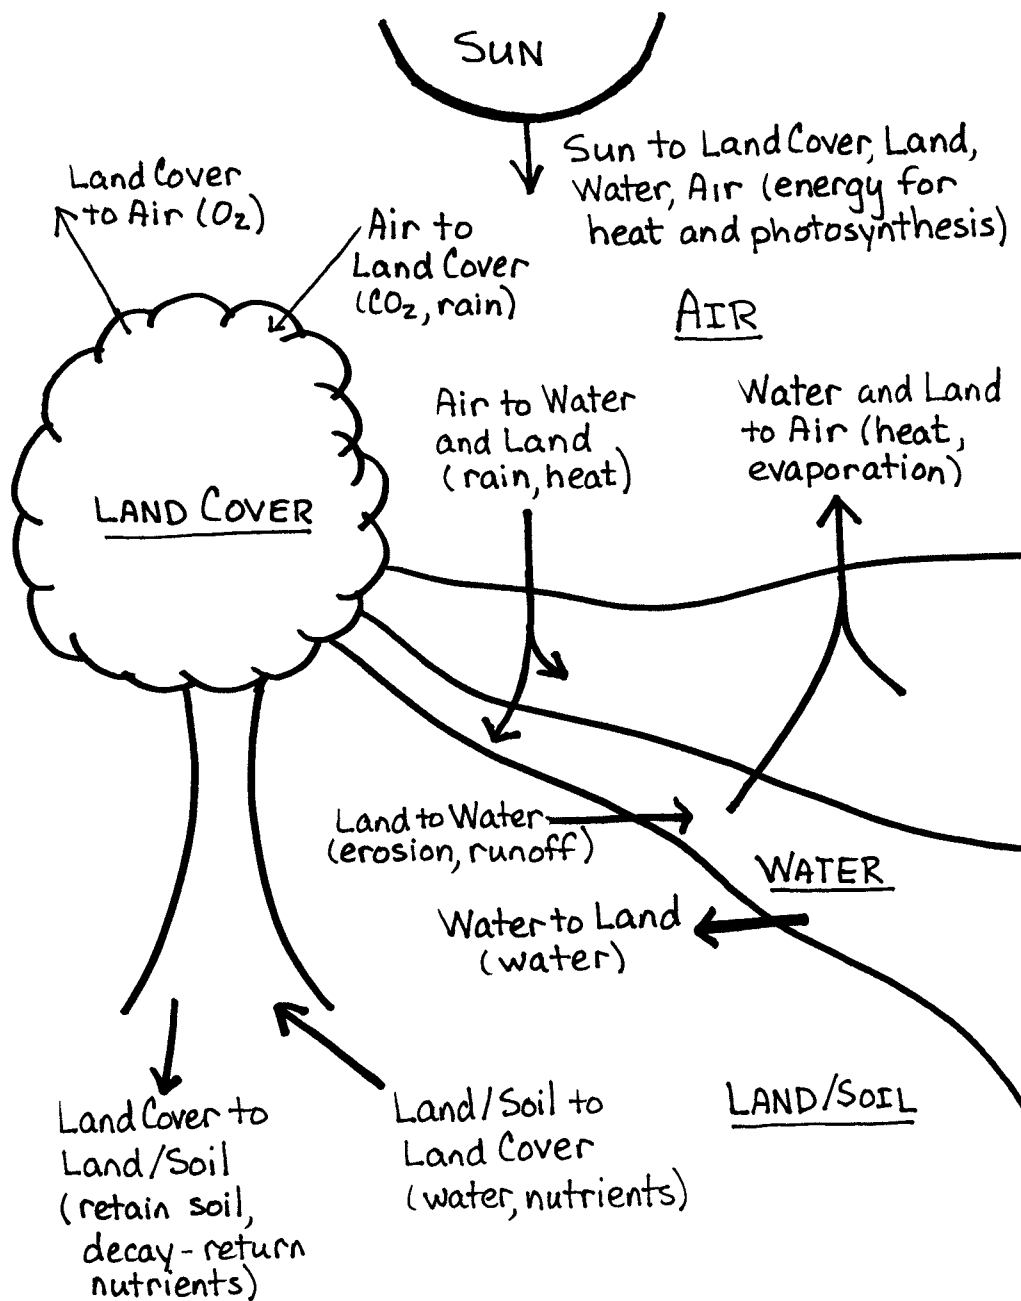 SUN
Sun to Land Cover, Land,
Water, Air (energy for
heat and photosynthesis)
Land Cover
to Air (O₂)
Air to
Land Cover
(CO₂, rain)
AIR
Air to Water
and Land
(rain, heat)
Water and Land
to Air (heat,
evaporation)
LAND COVER
Land to Water
(erosion, runoff)
WATER
Water to Land
(water)
Land Cover to
Land/Soil
(retain soil,
decay-return
nutrients)
Land/Soil to
Land Cover
(water, nutrients)
LAND/SOIL